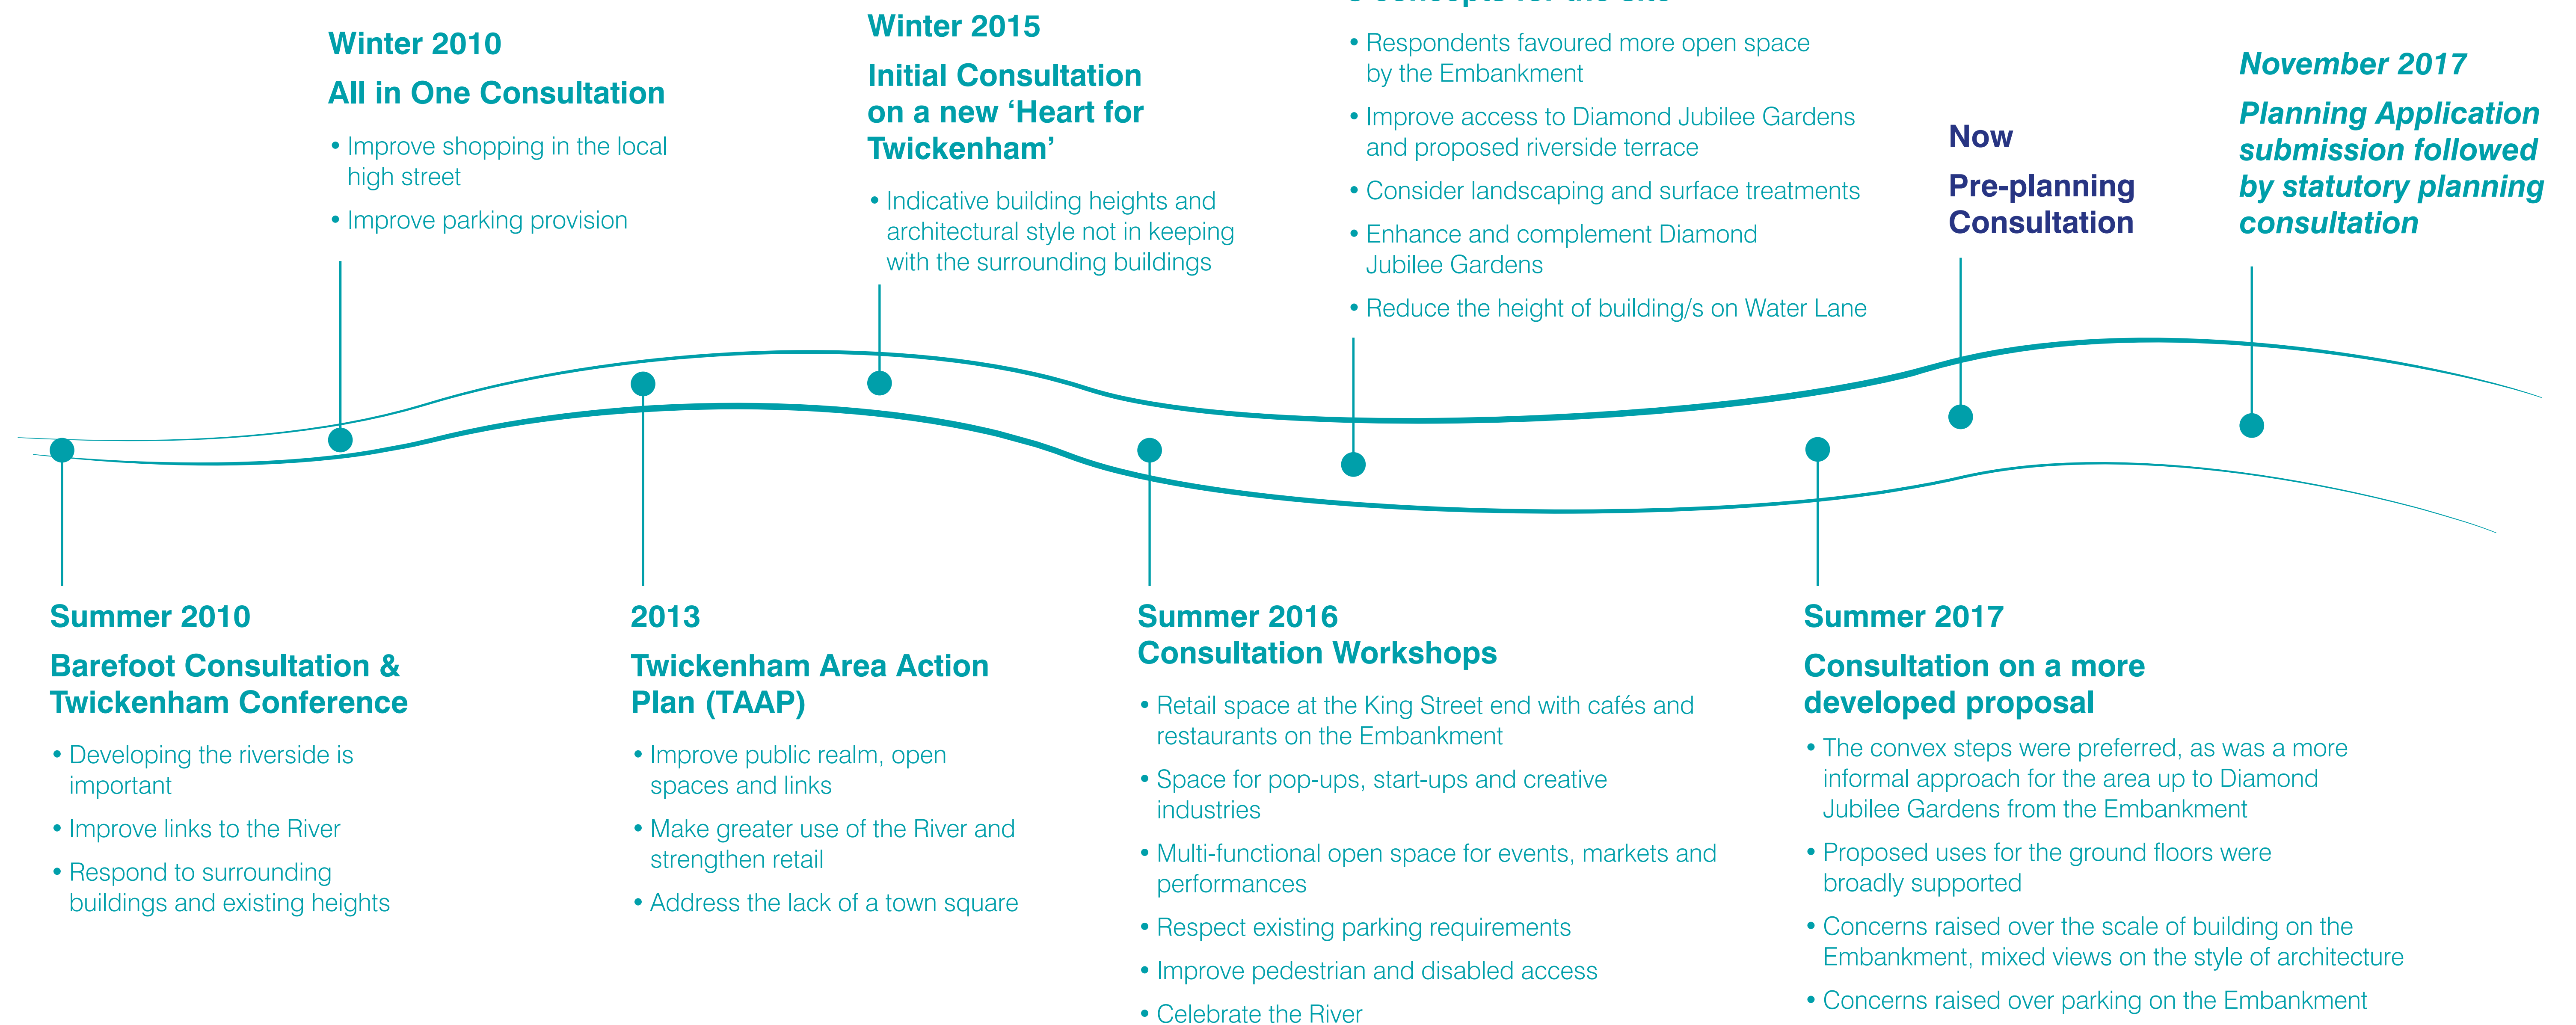 Winter 2010
All in One Consultation
• Improve shopping in the local
high street
• Improve parking provision
Winter 2015
Initial Consultation
on a new ‘Heart for
Twickenham’
• Indicative building heights and
architectural style not in keeping
with the surrounding buildings
concepts for the site
• Respondents favoured more open space
by the Embankment
• Improve access to Diamond Jubilee Gardens
and proposed riverside terrace
• Consider landscaping and surface treatments
• Enhance and complement Diamond
Jubilee Gardens
• Reduce the height of building/s on Water Lane
Now
Pre-planning
Consultation
November 2017
Planning Application
submission followed
by statutory planning
consultation
Summer 2010
Barefoot Consultation &
Twickenham Conference
• Developing the riverside is
important
• Improve links to the River
• Respond to surrounding
buildings and existing heights
2013
Twickenham Area Action
Plan (TAAP)
• Improve public realm, open
spaces and links
• Make greater use of the River and
strengthen retail
• Address the lack of a town square
Summer 2016
Consultation Workshops
• Retail space at the King Street end with cafés and
restaurants on the Embankment
• Space for pop-ups, start-ups and creative
industries
• Multi-functional open space for events, markets and
performances
• Respect existing parking requirements
• Improve pedestrian and disabled access
• Celebrate the River
Summer 2017
Consultation on a more
developed proposal
• The convex steps were preferred, as was a more
informal approach for the area up to Diamond
Jubilee Gardens from the Embankment
• Proposed uses for the ground floors were
broadly supported
• Concerns raised over the scale of building on the
Embankment, mixed views on the style of architecture
• Concerns raised over parking on the Embankment